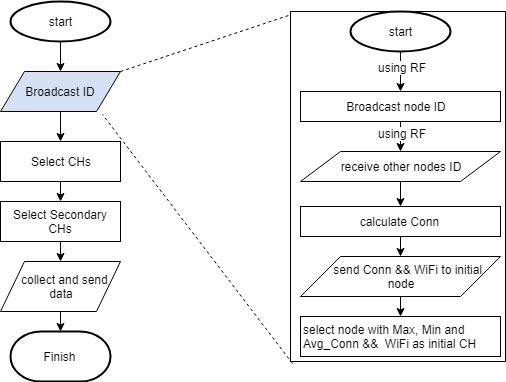 start
Broadcast ID
Select CHs
Select Secondary
CHs
collect and send
data
Finish
start
using RF
Broadcast node ID
using RF
receive other nodes ID
calculate Conn
send Conn && WiFi to initial
node
select node with Max, Min and
Avg_Conn && WiFi as initial CH